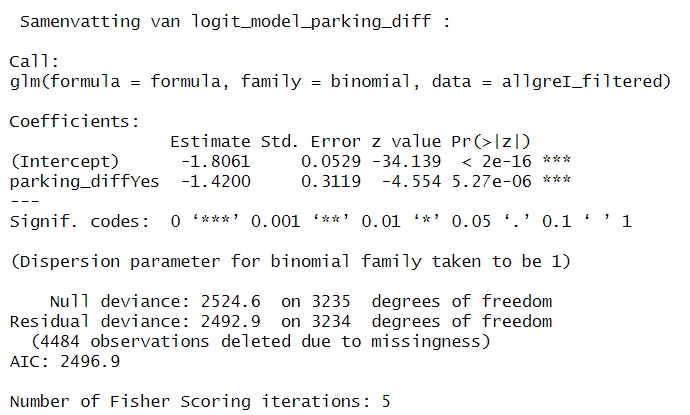 Samenvatting van logit_model_parking_diff :
Call:
glm(formula = formula, family = binomial, data = allgreI_filtered)
Coefficients:
Estimate Std. Error z value Pr(>|z|)
(Intercept) -1.8061 0.0529 -34.139 < 2e-16 ***
parking_diffYes -1.4200 0.3119 -4.554 5.27e-06 ***
---
Signif. codes: 0 ‘***’ 0.001 ‘**’ 0.01 ‘*’ 0.05 ‘.’ 0.1 ‘ ’ 1
(Dispersion parameter for binomial family taken to be 1)
Null deviance: 2524.6 on 3235 degrees of freedom
Residual deviance: 2492.9 on 3234 degrees of freedom
(4484 observations deleted due to missingness)
AIC: 2496.9
Number of Fisher Scoring iterations: 5